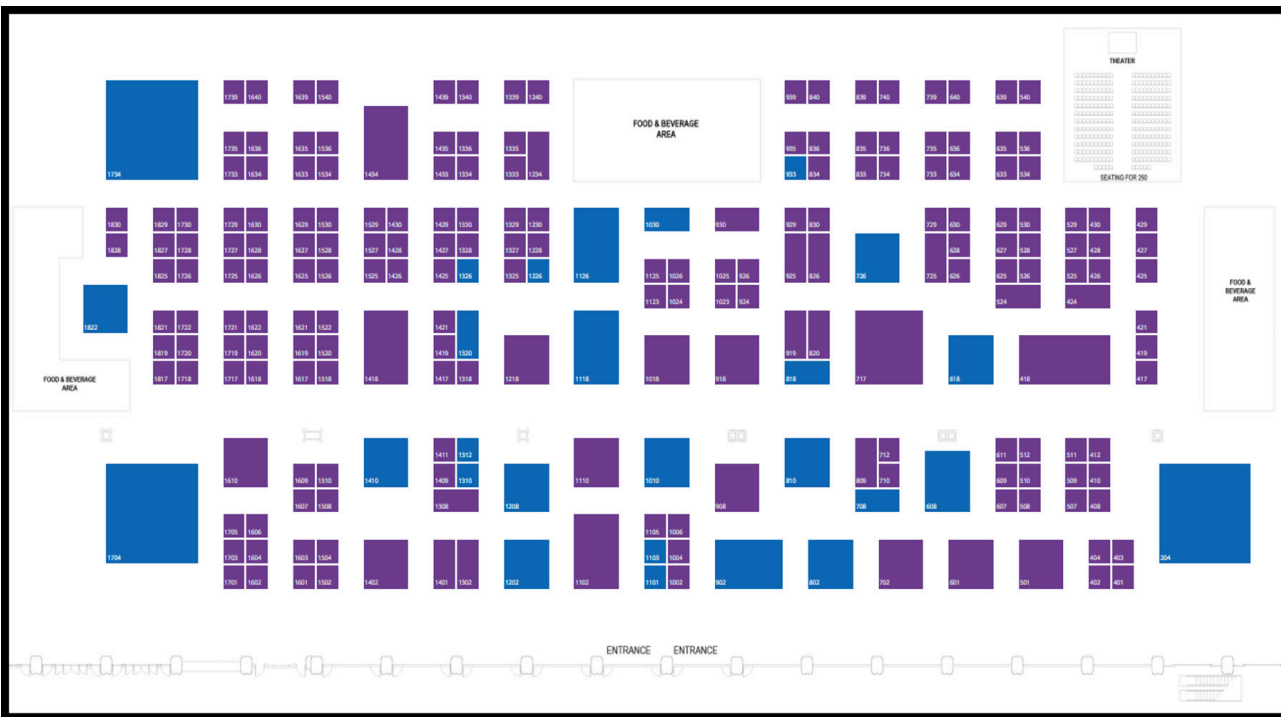 THEATER
1739 1640 1639 1540 1439 1340 1339 1240 939 840 839 740 739 640 639 540
FOOD & BEVERAGE
AREA
1735 1636 1635 1536 1435 1336 1335 935 836 835 736 735 636 635 536
1734 1733 1634 1633 1534 1434 1433 1334 1333 1234 933 834 833 734 733 634 633 534
SEATING FOR 250
1830 1829 1730 1729 1630 1629 1530 1529 1430 1429 1330 1329 1230 1030 930 929 830 729 630 629 530 529 430 429
1828 1827 1728 1727 1628 1627 1528 1527 1428 1427 1328 1327 1228 628 627 528 527 428 427
1825 1726 1725 1626 1625 1526 1525 1426 1425 1326 1325 1226 1126 1125 1026 1025 926 925 826 726 725 626 625 526 525 426 425
FOOD &
BEVERAGE
AREA
1123 1024 1023 924 524 424
1822 1821 1722 1721 1622 1621 1522 1421 421
1819 1720 1719 1620 1619 1520 1419 1320 919 820 419
1817 1718 1717 1618 1617 1518 1418 1417 1318 1218 1118 1018 918 818 717 618 418 417
FOOD & BEVERAGE
AREA
1411 1312 712 611 512 511 412
1610 1609 1510 1410 1409 1310 1110 1010 810 809 710 609 510 509 410
1607 1508 1308 1208 908 708 608 607 508 507 408
1705 1606 1105 1006
1704 1703 1604 1603 1504 1103 1004 404 403 204
1701 1602 1601 1502 1402 1401 1302 1202 1102 1101 1002 902 802 702 601 501 402 401
ENTRANCE ENTRANCE